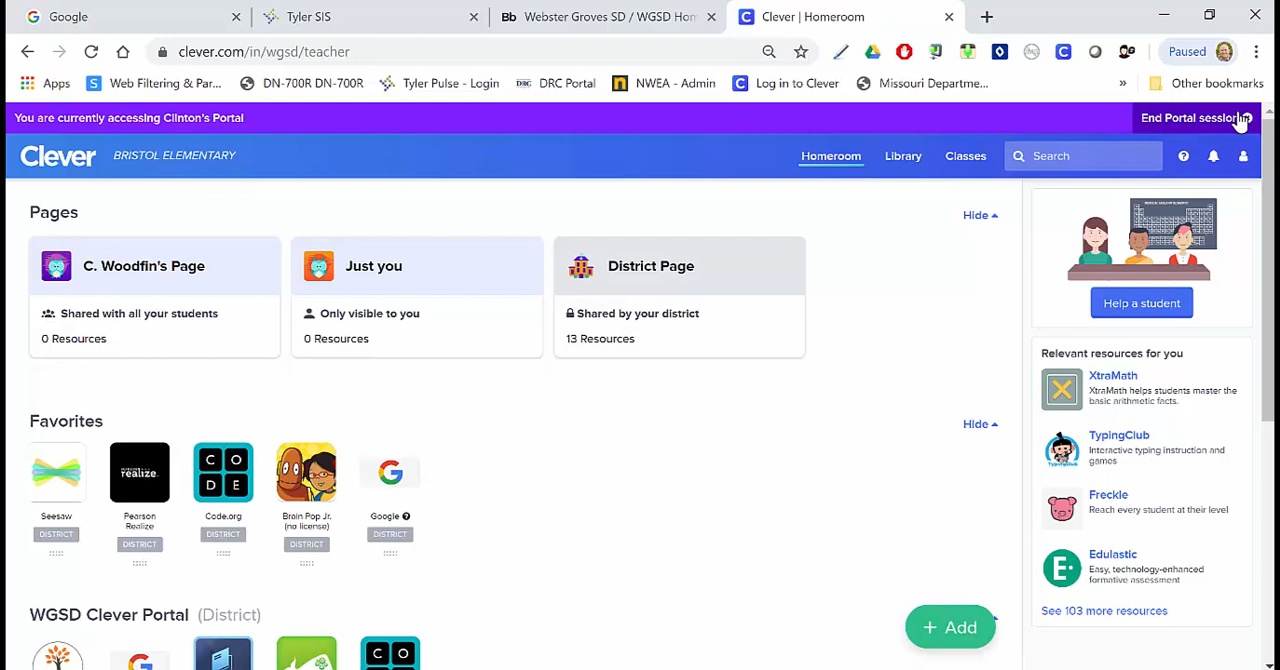 Google
Tyler SIS
Bb Webster Groves SD / WGSD Hon
C Clever | Homeroom
clever.com/in/wgsd/teacher
Paused
Apps
S Web Filtering & Par...
DN-700R DN-700R
Tyler Pulse - Login
DRC DRC Portal
NWEA - Admin
C Log in to Clever
Missouri Departme...
»
Other bookmarks
You are currently accessing Clinton's Portal
End Portal session
Clever
BRISTOL ELEMENTARY
Homeroom
Library
Classes
Search
Pages
Hide
C. Woodfin's Page
Shared with all your students
0 Resources
Just you
Only visible to you
0 Resources
District Page
Shared by your district
13 Resources
Help a student
Relevant resources for you
XtraMath
XtraMath helps students master the
basic arithmetic facts.
TypingClub
Interactive typing instruction and
games
Freckle
Reach every student at their level
Edulastic
Easy, technology-enhanced
formative assessment
See 103 more resources
Favorites
Hide
realize
CO
DE
Seesaw
DISTRICT
Pearson
Realize
DISTRICT
Code.org
DISTRICT
Brain Pop Jr.
(no license)
DISTRICT
Google
DISTRICT
WGSD Clever Portal (District)
CO
+ Add